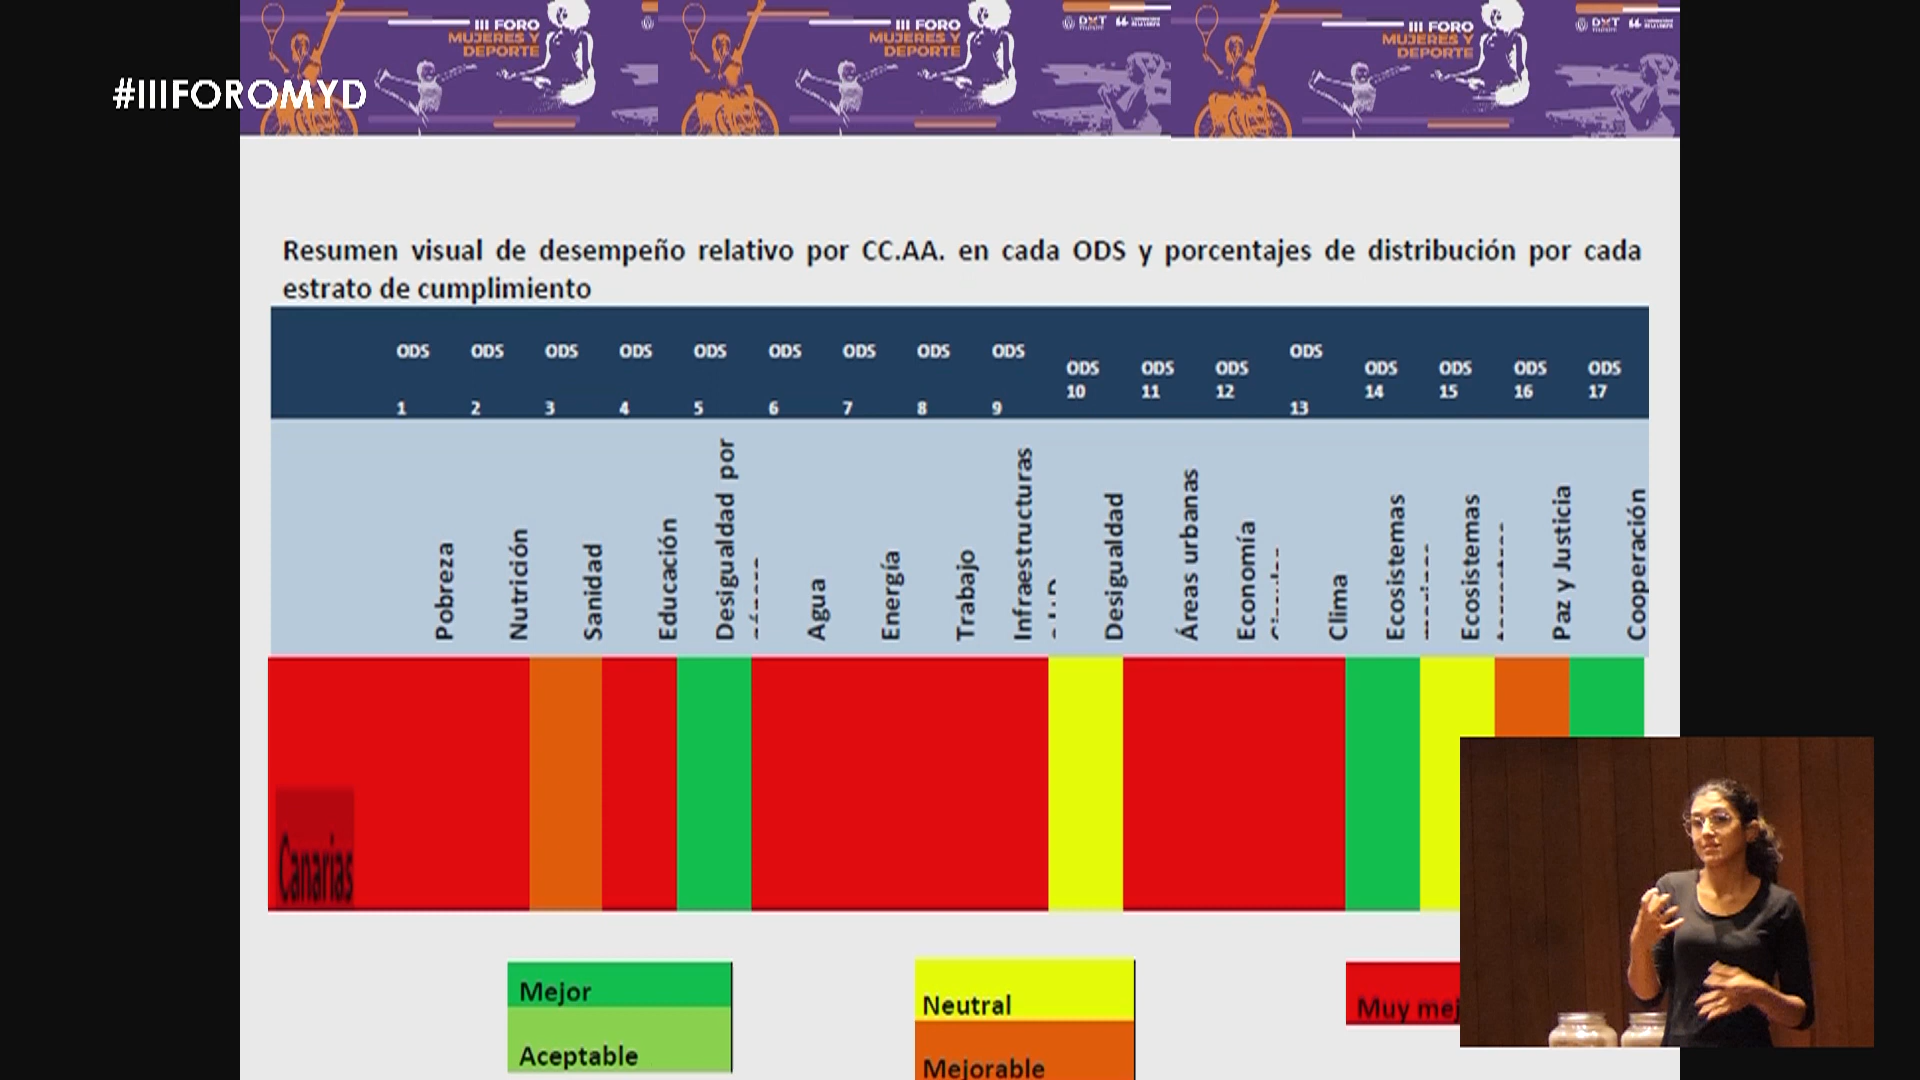 III FORO
MUJERES Y
DEPORTE
III FORO
MUJERES Y
DEPORTE
DXT
III FORO
MUJERES Y
DEPORTE
DXT
#IIIFOROMYD
Resumen visual de desempeño relativo por CC.AA. en cada ODS y porcentajes de distribución por cada
estrato de cumplimiento
ODS 1
ODS 2
ODS 3
ODS 4
ODS 5
ODS 6
ODS 7
ODS 8
ODS 9
ODS 10
ODS 11
ODS 12
ODS 13
ODS 14
ODS 15
ODS 16
ODS 17
Pobreza
Nutrición
Sanidad
Educación
Desigualdad por
Agua
Energía
Trabajo
Infraestructuras
Desigualdad
Áreas urbanas
Economía
Clima
Ecosistemas
Ecosistemas
Paz y Justicia
Cooperación
Canarias
Mejor
Aceptable
Neutral
Mejorable
Muy mej